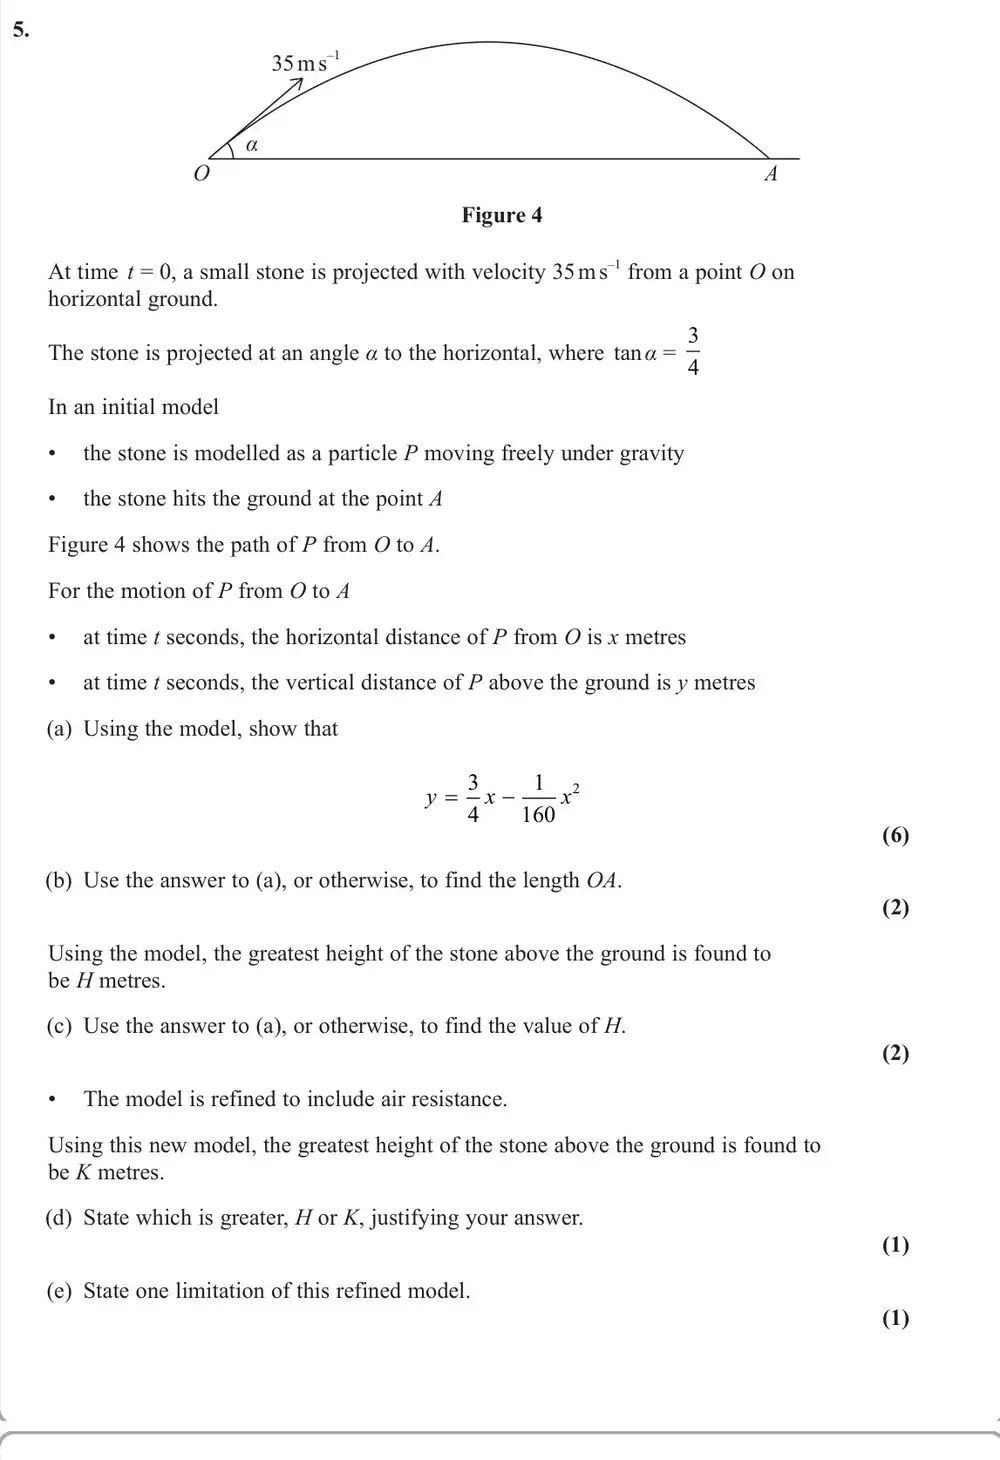 5.
35 m s⁻¹
α
O
A
Figure 4
At time t = 0, a small stone is projected with velocity 35 m s⁻¹ from a point O on
horizontal ground.
The stone is projected at an angle α to the horizontal, where tan α = 3/4
In an initial model
• the stone is modelled as a particle P moving freely under gravity
• the stone hits the ground at the point A
Figure 4 shows the path of P from O to A.
For the motion of P from O to A
• at time t seconds, the horizontal distance of P from O is x metres
• at time t seconds, the vertical distance of P above the ground is y metres
(a) Using the model, show that
y = 3/4 x − 1/160 x²
(6)
(b) Use the answer to (a), or otherwise, to find the length OA.
(2)
Using the model, the greatest height of the stone above the ground is found to
be H metres.
(c) Use the answer to (a), or otherwise, to find the value of H.
(2)
• The model is refined to include air resistance.
Using this new model, the greatest height of the stone above the ground is found to
be K metres.
(d) State which is greater, H or K, justifying your answer.
(1)
(e) State one limitation of this refined model.
(1)